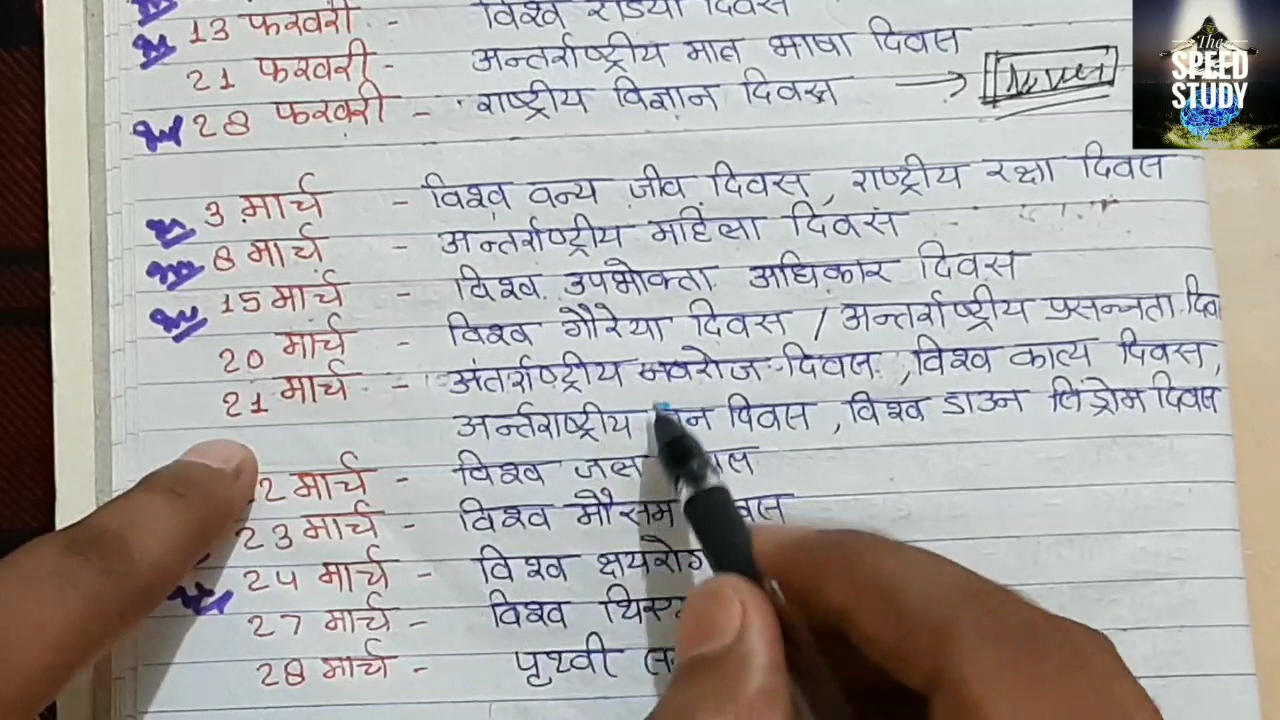 13 फरवरी - विश्व रेडियो दिवस
21 फरवरी - अन्तर्राष्ट्रीय मात भाषा दिवस
28 फरवरी - राष्ट्रीय विज्ञान दिवस →
3 मार्च - विश्व वन्य जीव दिवस, राष्ट्रीय रक्षा दिवस
8 मार्च - अन्तर्राष्ट्रीय महिला दिवस
15 मार्च - विश्व उपभोक्ता अधिकार दिवस
20 मार्च - विश्व गौरेया दिवस / अन्तर्राष्ट्रीय प्रसन्नता दिव
21 मार्च - अंतर्राष्ट्रीय नवरोज दिवस, विश्व काव्य दिवस,
अर्न्तराष्ट्रीय वन दिवस, विश्व डाउन सिंड्रोम दिवस
2 मार्च - विश्व जल
23 मार्च - विश्व मौसम
24 मार्च - विश्व क्षयरोग
27 मार्च - विश्व
28 मार्च - पृथ्वी
The
SPEED
STUDY